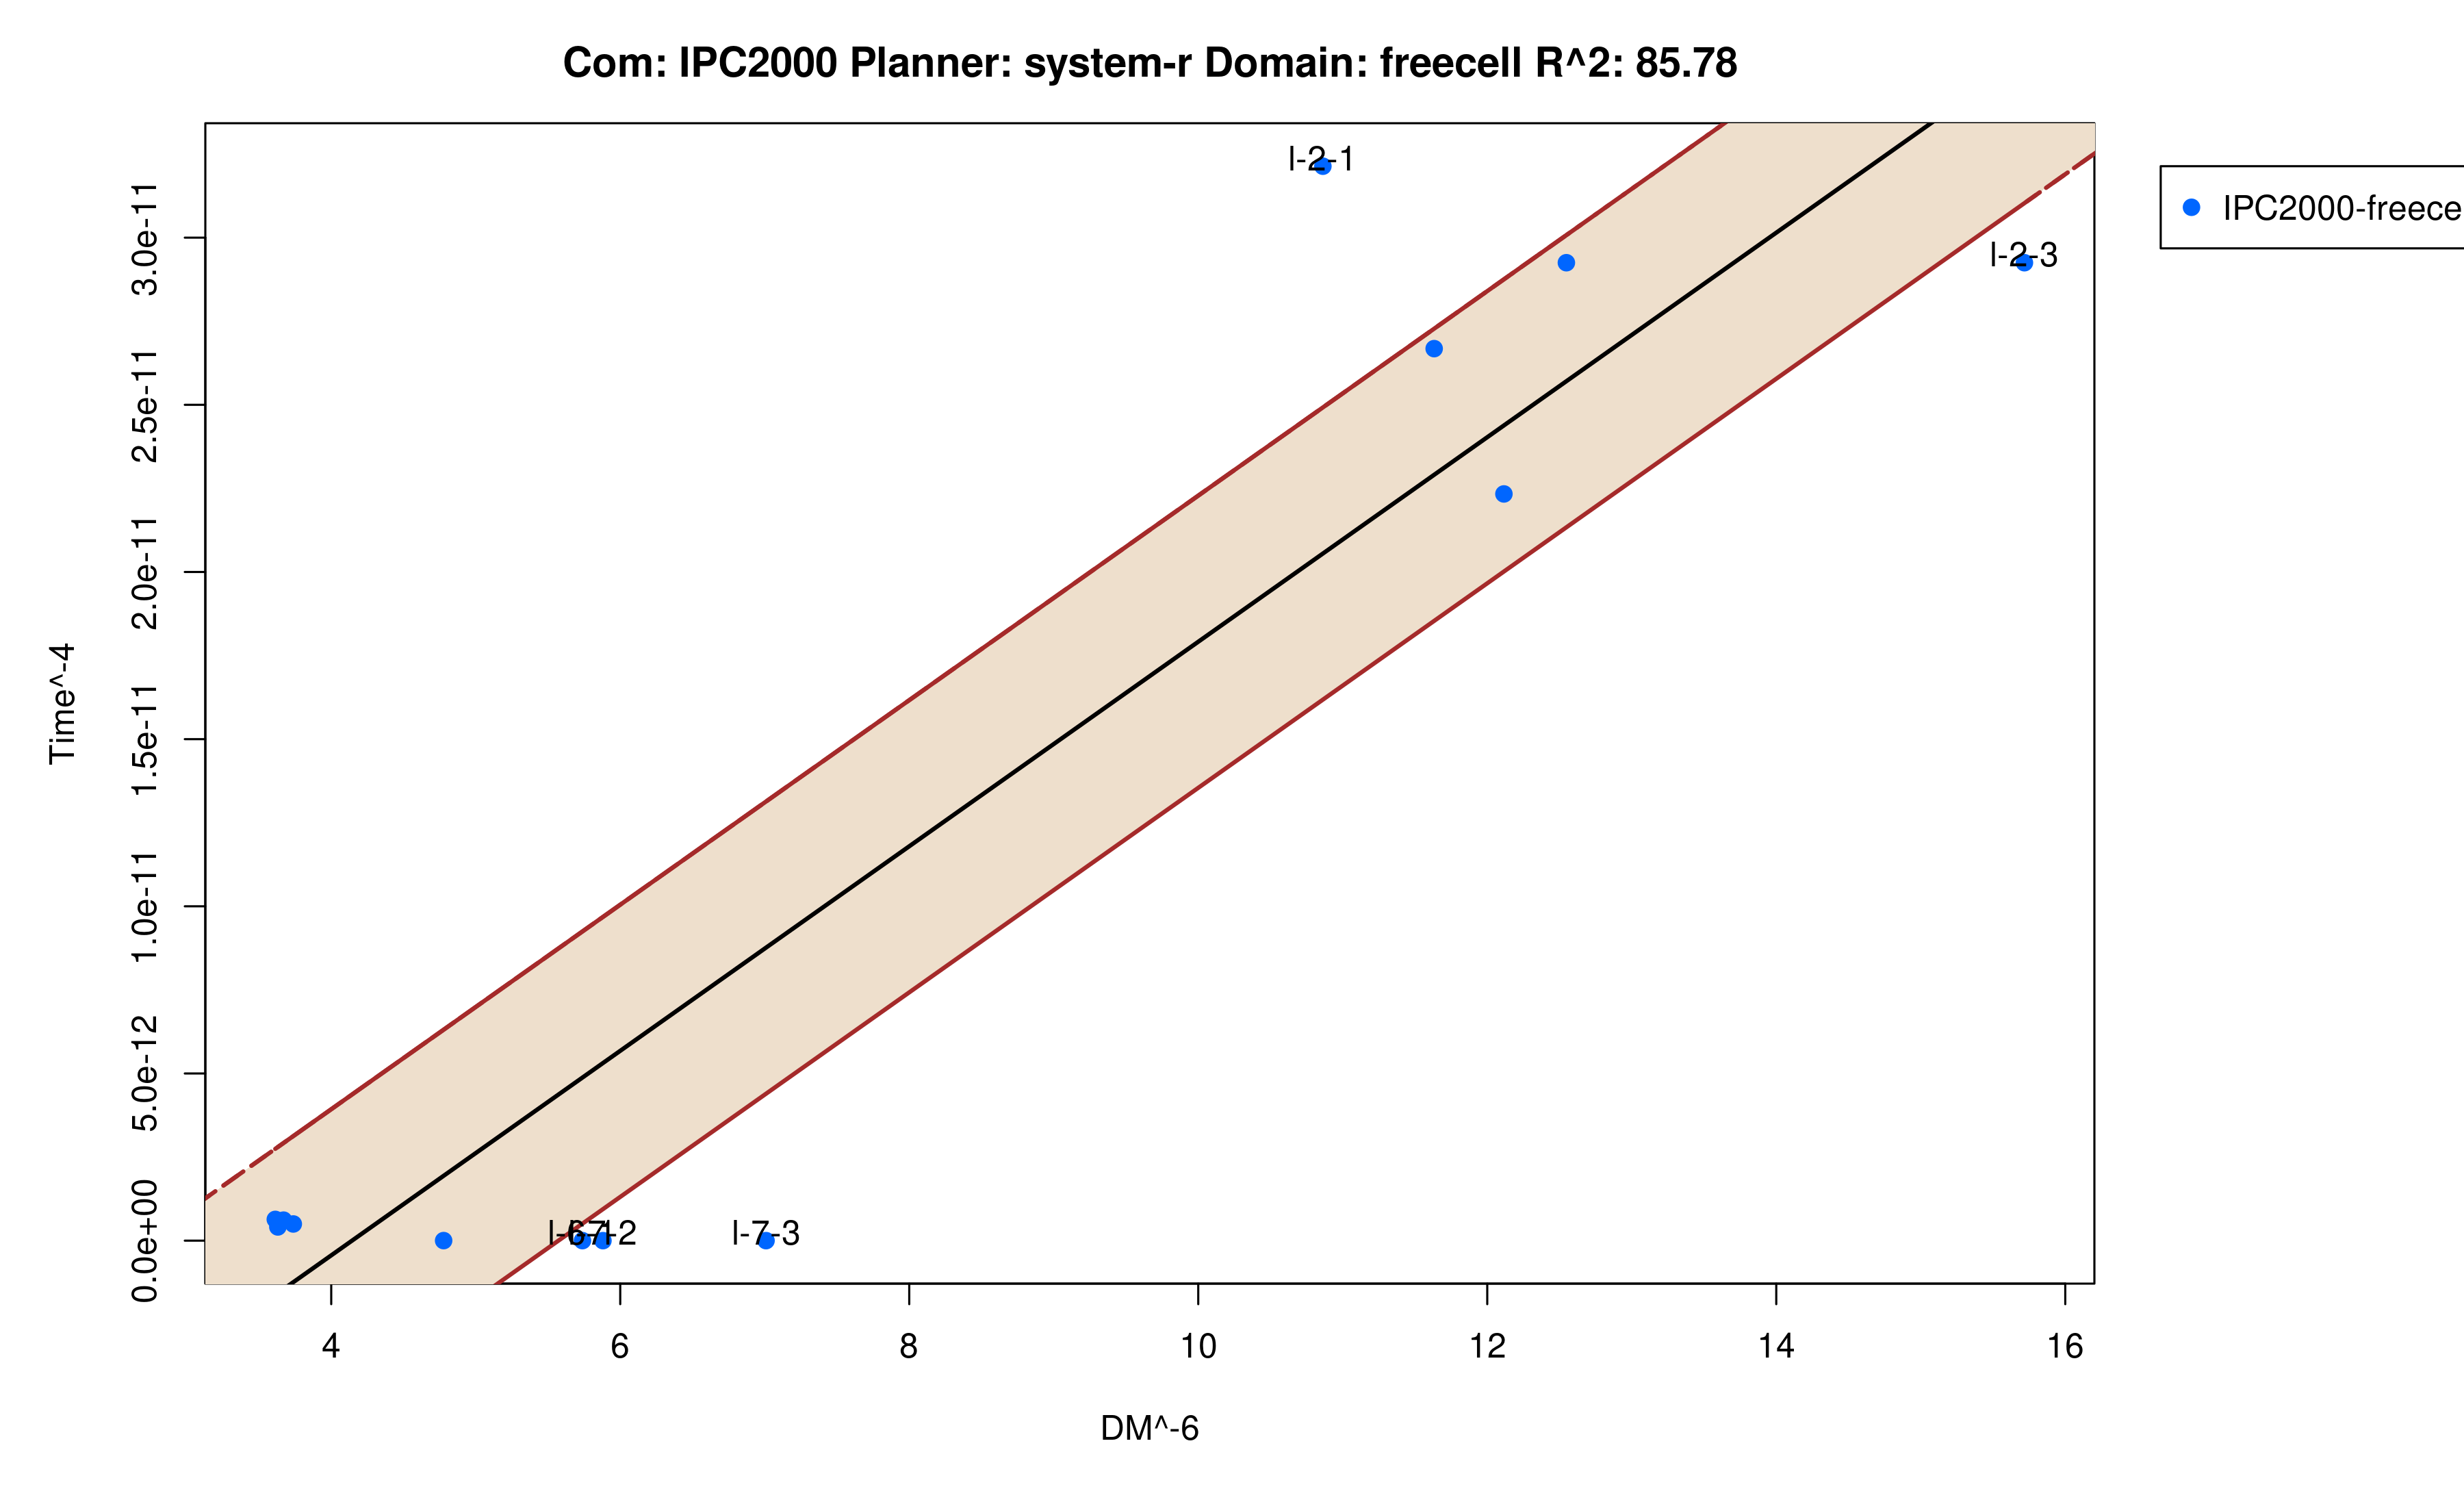 Com: IPC2000 Planner: system-r Domain: freecell R^2: 85.78
l-2-1
IPC2000-freece
l-2-3
3.0e-11
2.5e-11
2.0e-11
1.5e-11
1.0e-11
5.0e-12
0.0e+00
Time^-4
l-7-3
4
6
8
10
12
14
16
DM^-6